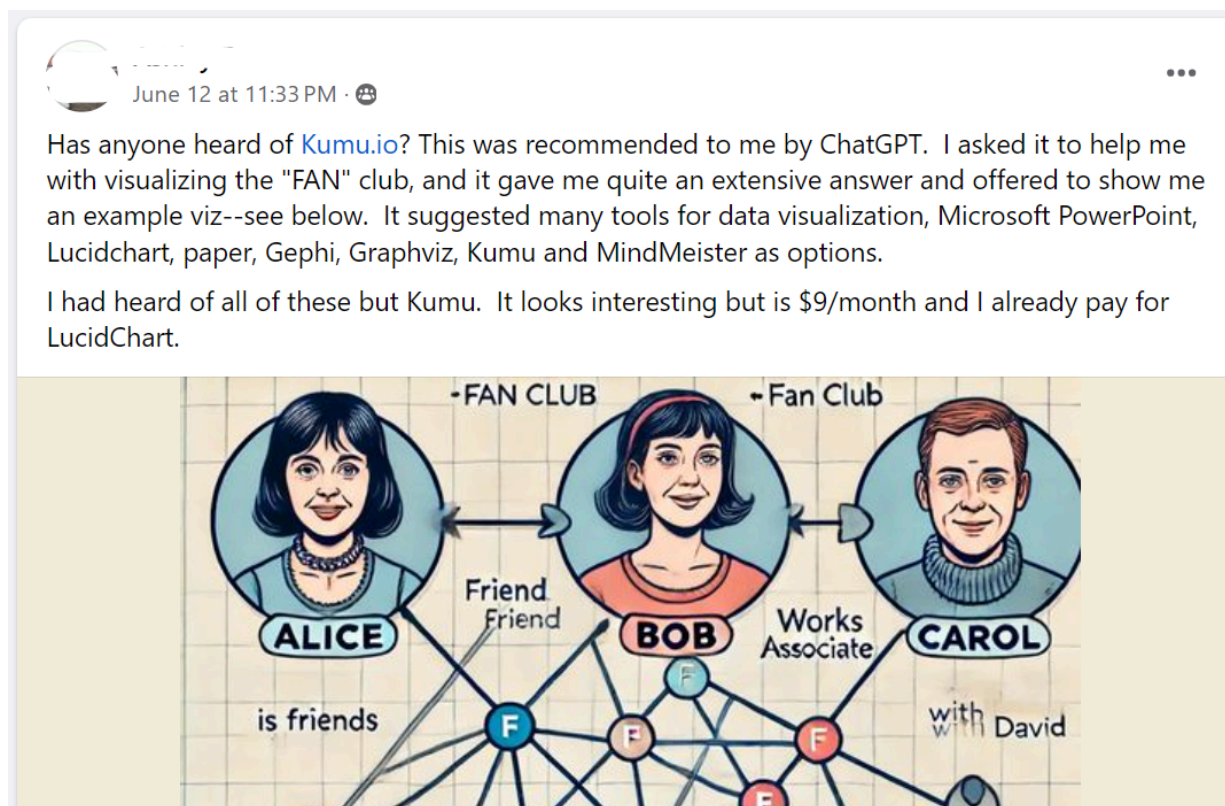 June 12 at 11:33 PM ·
Has anyone heard of Kumu.io? This was recommended to me by ChatGPT.  I asked it to help me
with visualizing the "FAN" club, and it gave me quite an extensive answer and offered to show me
an example viz--see below.  It suggested many tools for data visualization, Microsoft PowerPoint,
Lucidchart, paper, Gephi, Graphviz, Kumu and MindMeister as options.
I had heard of all of these but Kumu.  It looks interesting but is $9/month and I already pay for
LucidChart.
-FAN CLUB
- Fan Club
Friend
Friend
ALICE
BOB
Works
Associate
CAROL
is friends
F
F
F
F
F
with
with David